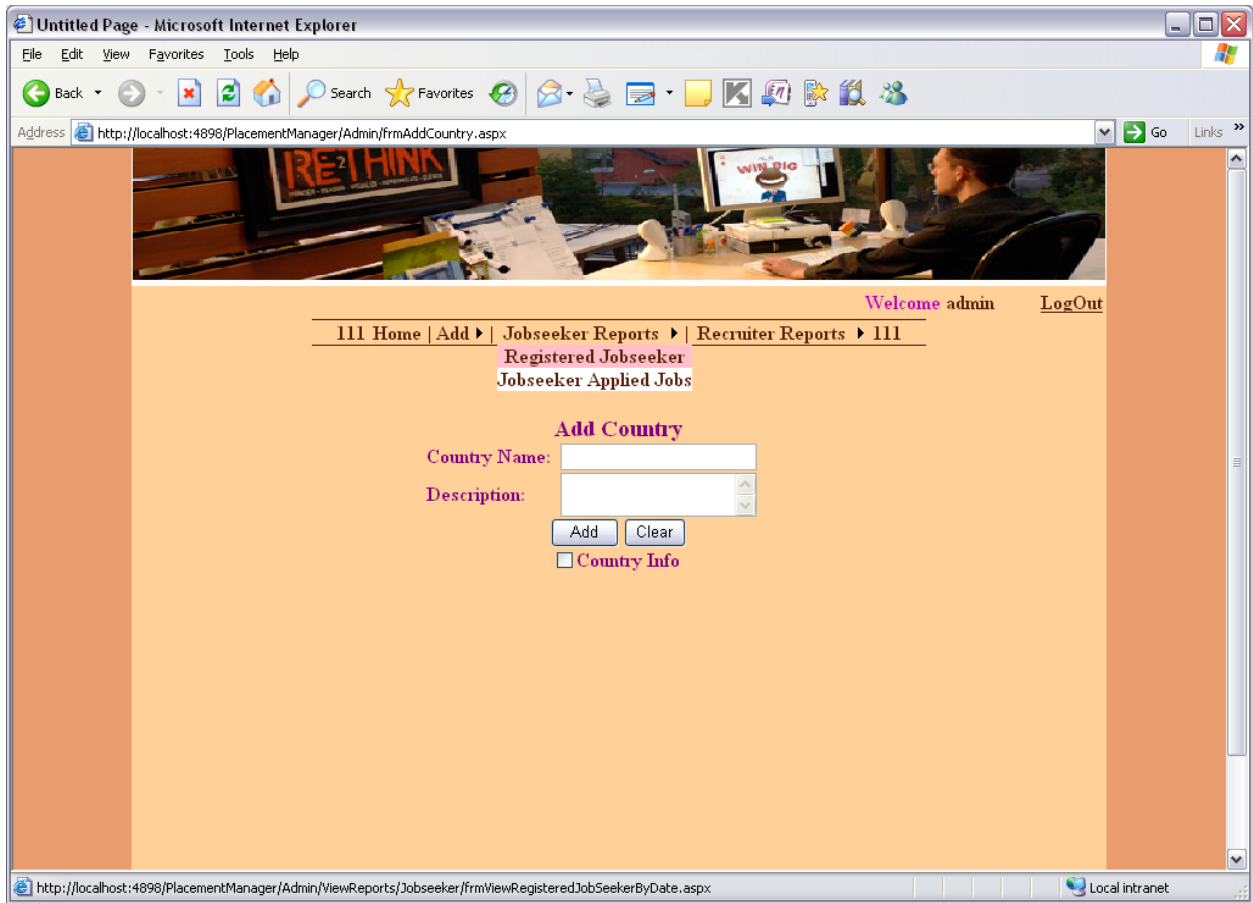 Untitled Page - Microsoft Internet Explorer
File Edit View Favorites Tools Help
Back Search Favorites
Address http://localhost:4898/PlacementManager/Admin/frmAddCountry.aspx Go Links »
RETHINK
WIN BIG
Welcome admin LogOut
111 Home | Add | Jobseeker Reports | Recruiter Reports 111
Registered Jobseeker
Jobseeker Applied Jobs
Add Country
Country Name:
Description:
Add Clear
Country Info
http://localhost:4898/PlacementManager/Admin/ViewReports/Jobseeker/frmViewRegisteredJobSeekerByDate.aspx Local intranet